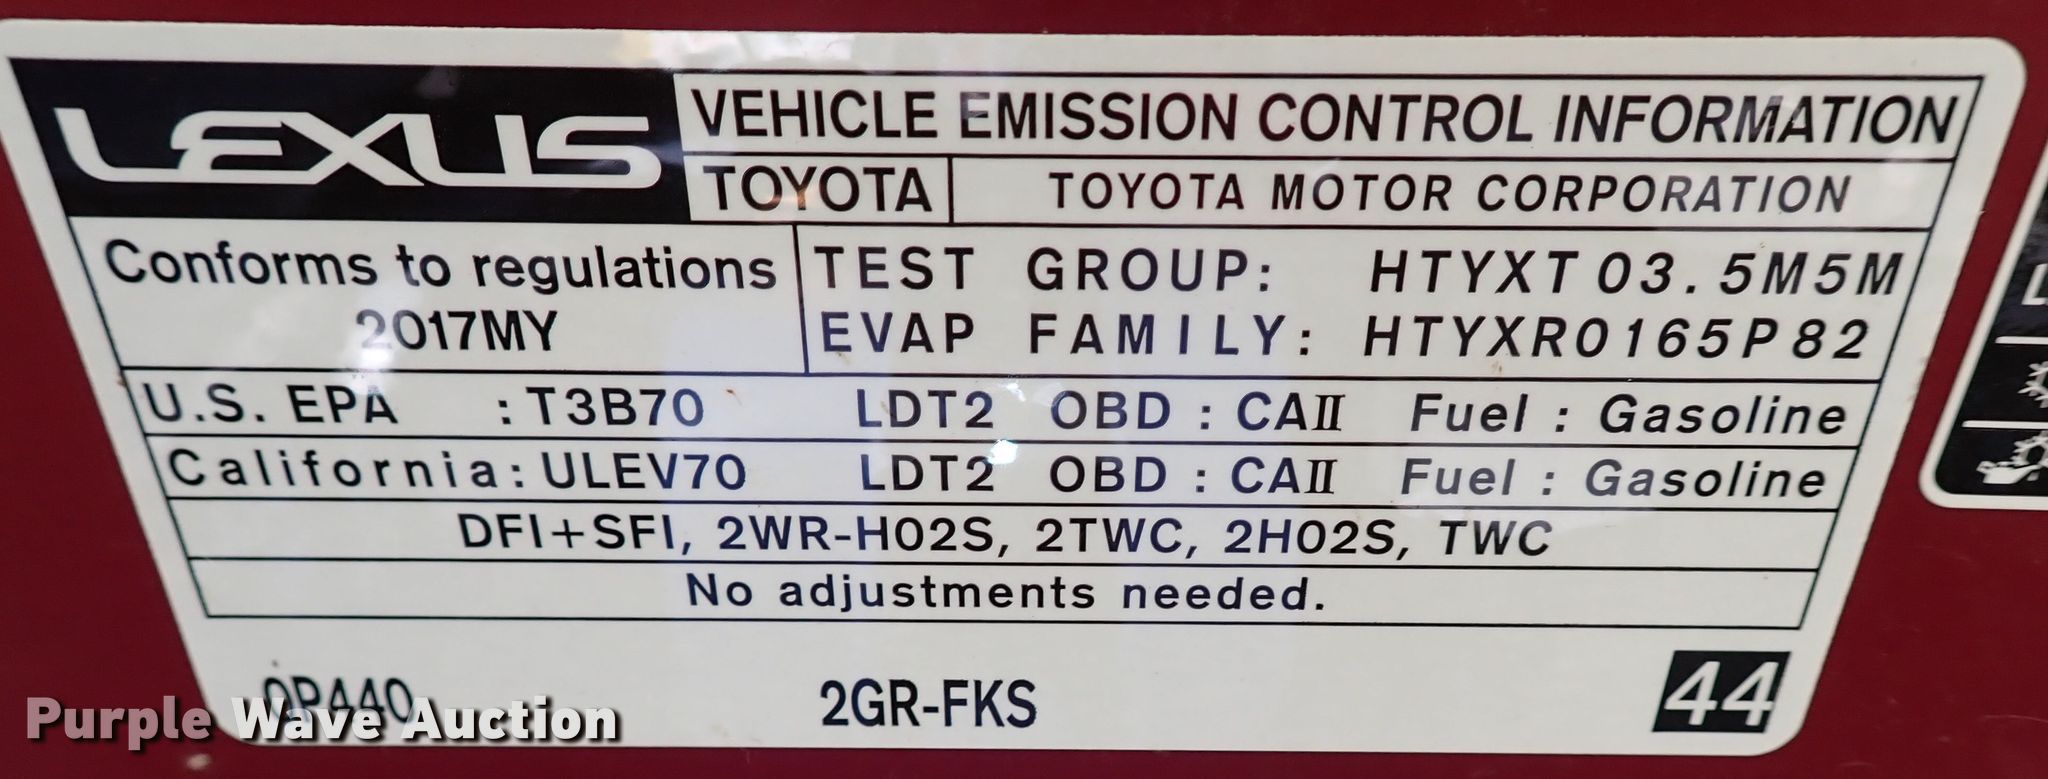 LEXUS
VEHICLE EMISSION CONTROL INFORMATION
TOYOTA TOYOTA MOTOR CORPORATION
Conforms to regulations
2017MY
TEST GROUP: HTYXT03.5M5M
EVAP FAMILY: HTYXR0165P82
U.S. EPA : T3B70 LDT2 OBD : CAII Fuel : Gasoline
California: ULEV70 LDT2 OBD : CAII Fuel : Gasoline
DFI+SFI, 2WR-HO2S, 2TWC, 2HO2S, TWC
No adjustments needed.
0P440 2GR-FKS 44
Purple Wave Auction